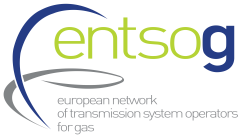 entsog
european network
of transmission system operators
for gas